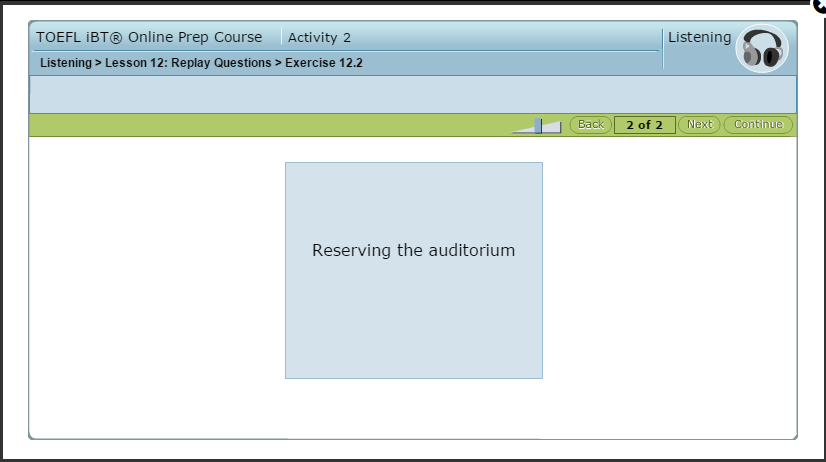 TOEFL iBT® Online Prep Course Activity 2 Listening
Listening > Lesson 12: Replay Questions > Exercise 12.2
Back 2 of 2 Next Continue
Reserving the auditorium